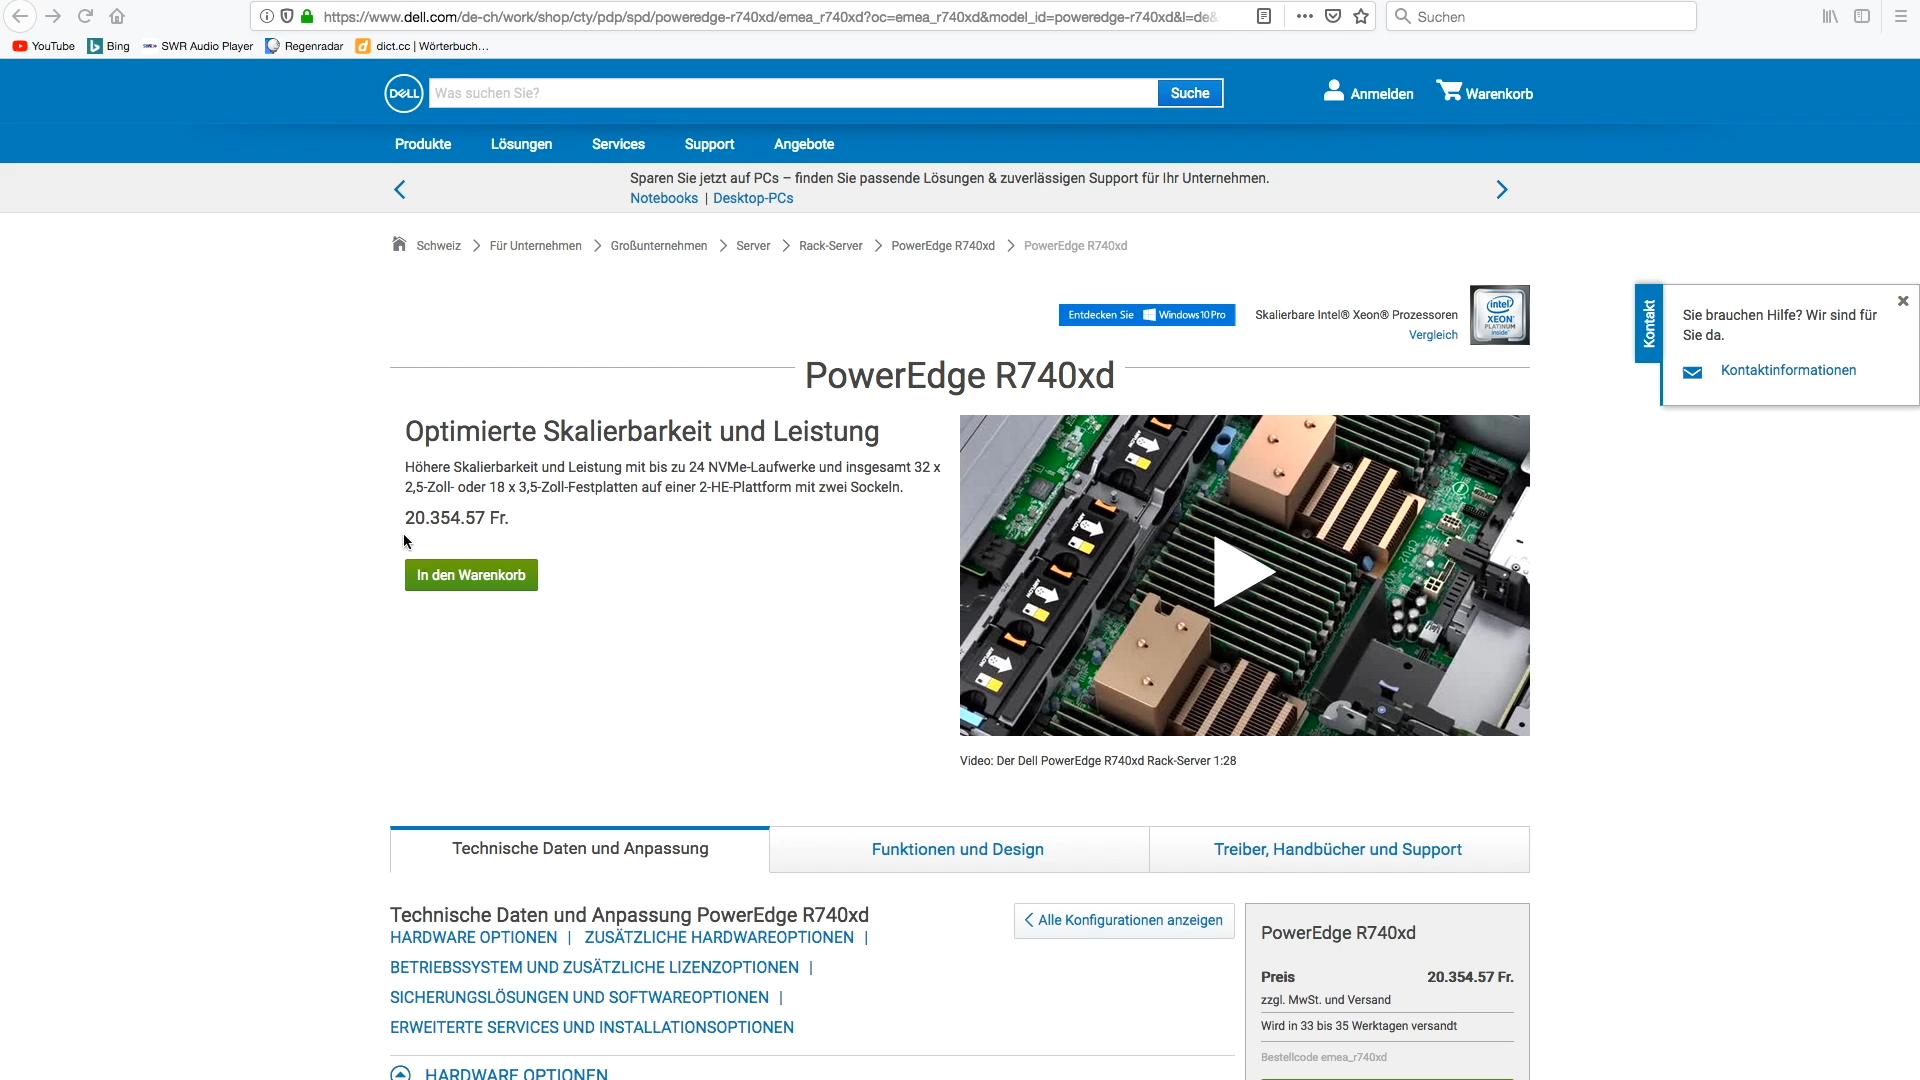 https://www.dell.com/de-ch/work/shop/cty/pdp/spd/poweredge-r740xd/emea_r740xd?oc=emea_r740xd&model_id=poweredge-r740xd&l=de&
Suchen
YouTube
Bing
SWR Audio Player
Regenradar
dict.cc | Wörterbuch…
DELL
Was suchen Sie?
Suche
Anmelden
Warenkorb
Produkte
Lösungen
Services
Support
Angebote
Sparen Sie jetzt auf PCs – finden Sie passende Lösungen & zuverlässigen Support für Ihr Unternehmen.
Notebooks | Desktop-PCs
Schweiz > Für Unternehmen > Großunternehmen > Server > Rack-Server > PowerEdge R740xd > PowerEdge R740xd
Entdecken Sie Windows 10 Pro
Skalierbare Intel® Xeon® Prozessoren
Vergleich
intel
XEON
PLATINUM
inside
Kontakt
Sie brauchen Hilfe? Wir sind für
Sie da.
Kontaktinformationen
PowerEdge R740xd
Optimierte Skalierbarkeit und Leistung
Höhere Skalierbarkeit und Leistung mit bis zu 24 NVMe-Laufwerke und insgesamt 32 x
2,5-Zoll- oder 18 x 3,5-Zoll-Festplatten auf einer 2-HE-Plattform mit zwei Sockeln.
20.354.57 Fr.
In den Warenkorb
Video: Der Dell PowerEdge R740xd Rack-Server 1:28
Technische Daten und Anpassung
Funktionen und Design
Treiber, Handbücher und Support
Technische Daten und Anpassung PowerEdge R740xd
HARDWARE OPTIONEN | ZUSÄTZLICHE HARDWAREOPTIONEN |
BETRIEBSSYSTEM UND ZUSÄTZLICHE LIZENZOPTIONEN |
SICHERUNGSLÖSUNGEN UND SOFTWAREOPTIONEN |
ERWEITERTE SERVICES UND INSTALLATIONSOPTIONEN
Alle Konfigurationen anzeigen
PowerEdge R740xd
Preis 20.354.57 Fr.
zzgl. MwSt. und Versand
Wird in 33 bis 35 Werktagen versandt
Bestellcode emea_r740xd
HARDWARE OPTIONEN